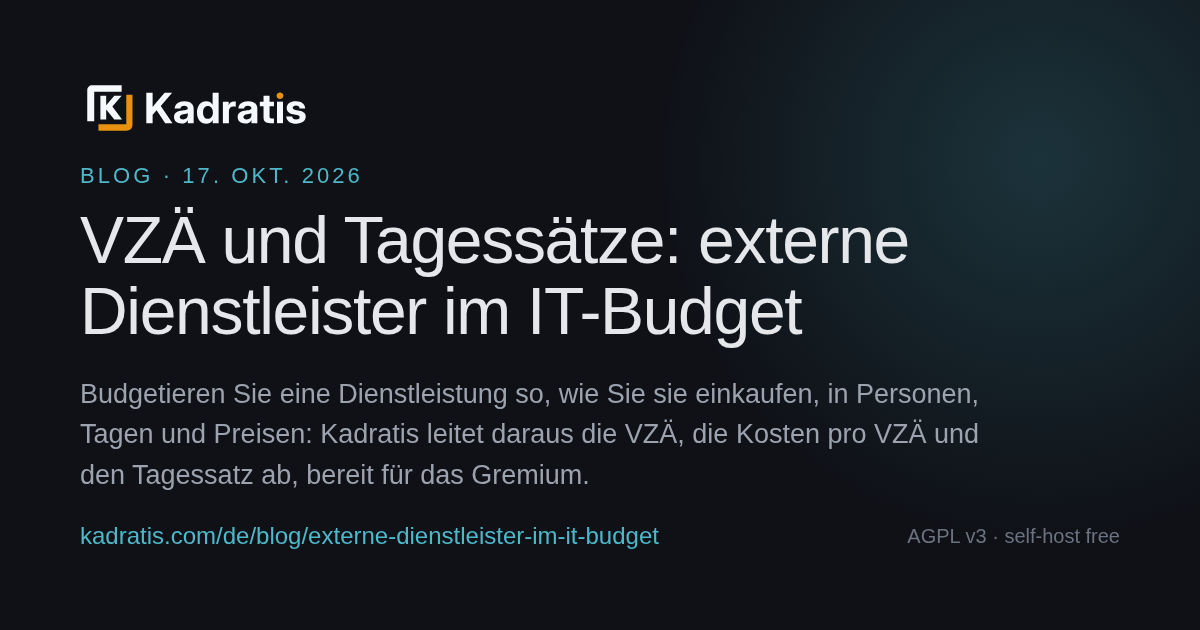 Kadratis
BLOG · 17. OKT. 2026
VZÄ und Tagessätze: externe
Dienstleister im IT-Budget
Budgetieren Sie eine Dienstleistung so, wie Sie sie einkaufen, in Personen,
Tagen und Preisen: Kadratis leitet daraus die VZÄ, die Kosten pro VZÄ und
den Tagessatz ab, bereit für das Gremium.
kadratis.com/de/blog/externe-dienstleister-im-it-budget
AGPL v3 · self-host free